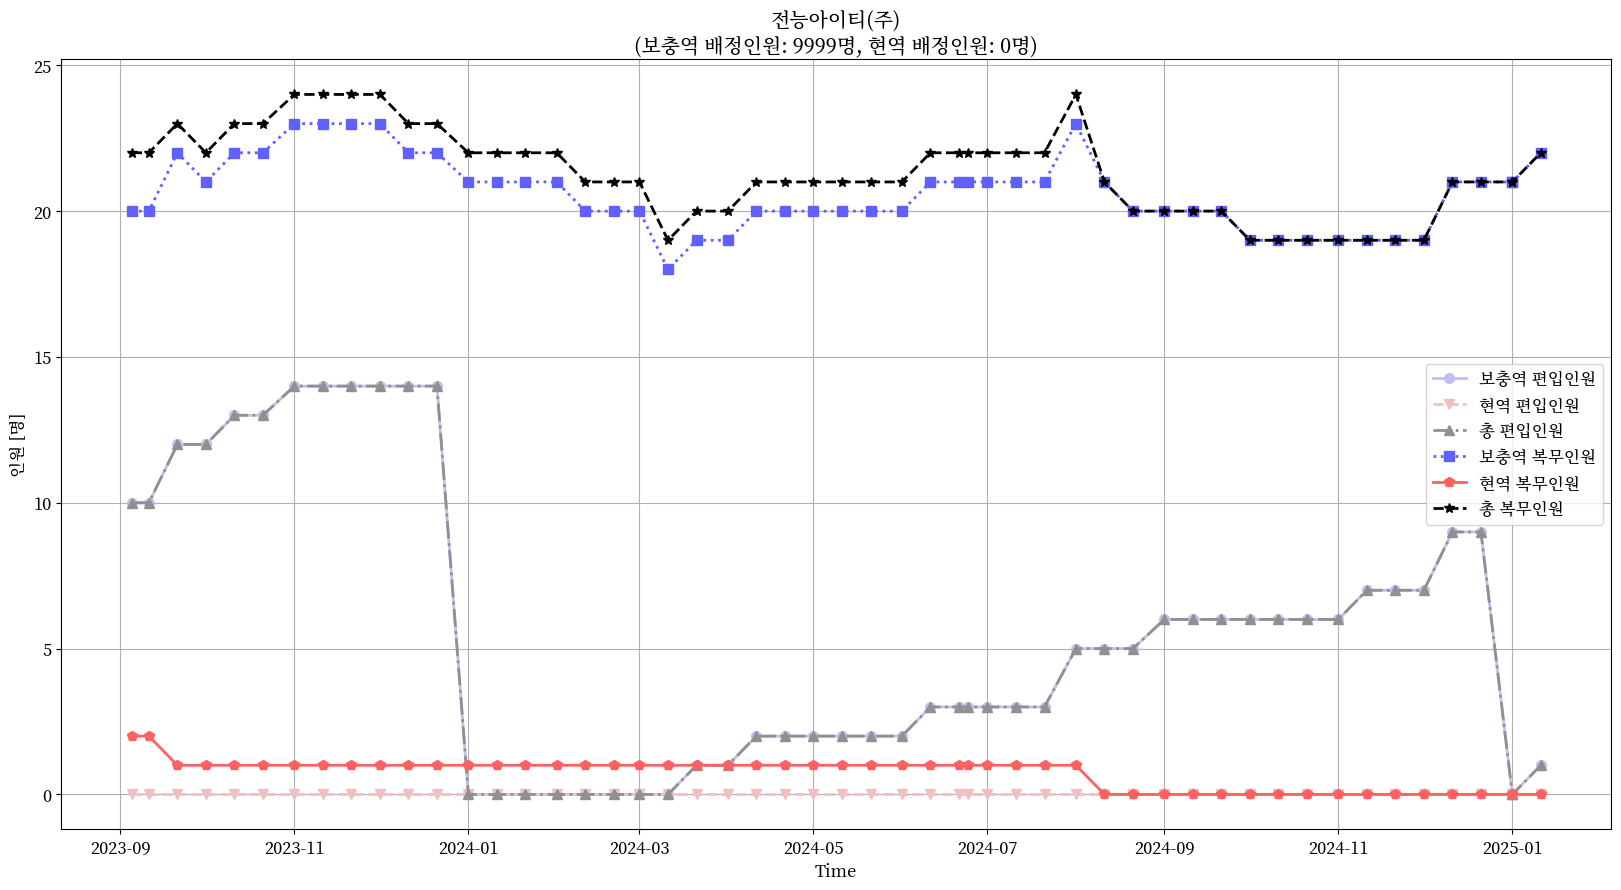 전능아이티(주)
(보충역 배정인원: 9999명, 현역 배정인원: 0명)
25
20
15
10
5
0
인원 [명]
보충역 편입인원
현역 편입인원
총 편입인원
보충역 복무인원
현역 복무인원
총 복무인원
2023-09
2023-11
2024-01
2024-03
2024-05
2024-07
2024-09
2024-11
2025-01
Time